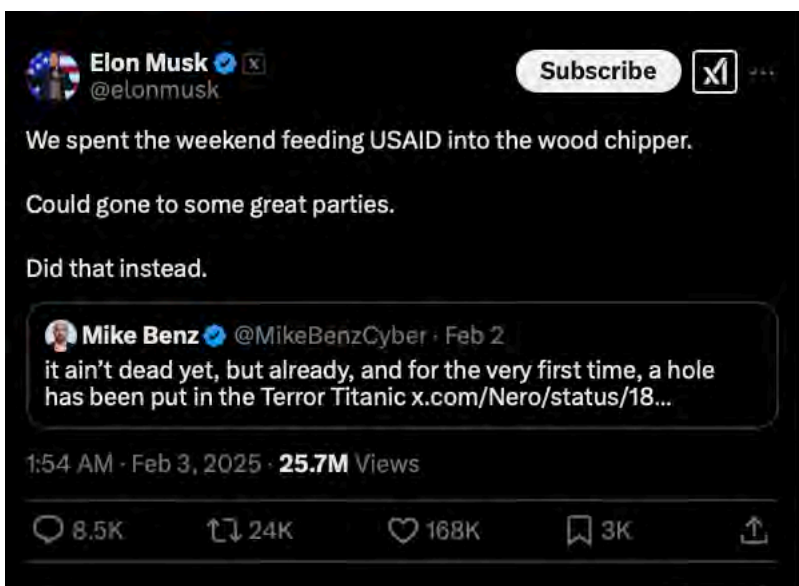 Elon Musk
@elonmusk
Subscribe
We spent the weekend feeding USAID into the wood chipper.
Could gone to some great parties.
Did that instead.
Mike Benz @MikeBenzCyber · Feb 2
it ain’t dead yet, but already, and for the very first time, a hole
has been put in the Terror Titanic x.com/Nero/status/18...
1:54 AM · Feb 3, 2025 · 25.7M Views
8.5K 24K 168K 3K